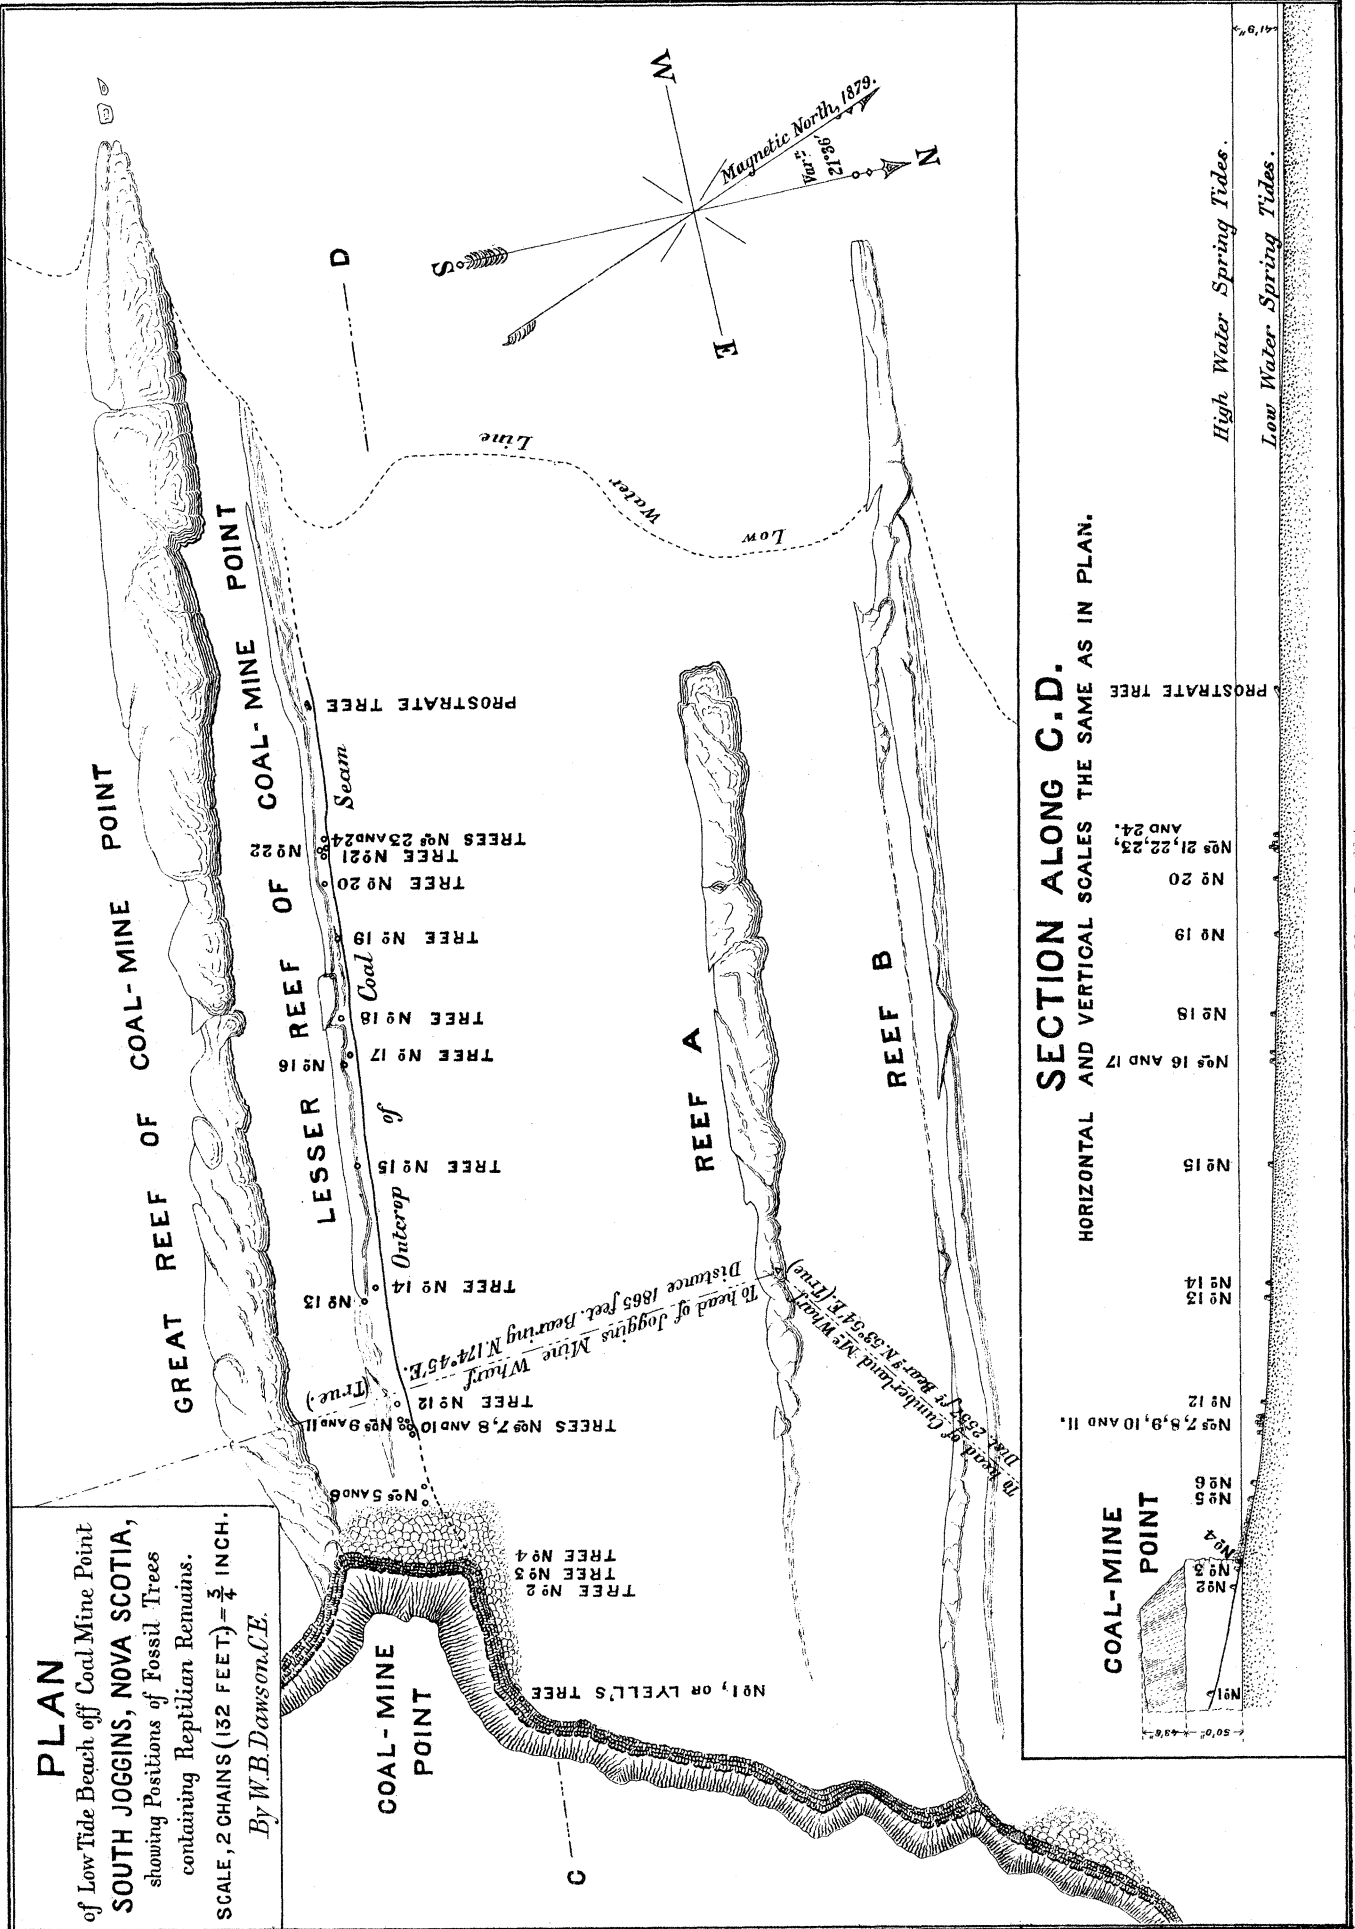 PLAN
of Low Tide Beach off Coal Mine Point
SOUTH JOGGINS, NOVA SCOTIA,
showing Positions of Fossil Trees
containing Reptilian Remains.
SCALE, 2 CHAINS (132 FEET) = 3/4 INCH.
By W.B. Dawson C.E.
GREAT REEF OF COAL-MINE POINT
LESSER REEF OF COAL-MINE POINT
Outcrop of Coal Seam
REEF A
REEF B
COAL-MINE
POINT
C
D
Low Water Line
S
W
N
E
Magnetic North, 1879.
Varn.
21°36'
No 1, OR LYELL'S TREE
TREE No 2
TREE No 3
TREE No 4
Nos 5 AND 6
TREES Nos 7, 8 AND 10
Nos 9 AND 11
TREE No 12
No 13
TREE No 14
TREE No 15
No 16
TREE No 17
TREE No 18
TREE No 19
TREE No 20
TREE No 21
No 22
TREES Nos 23 AND 24
PROSTRATE TREE
To head of Joggins Mine Wharf
Distance 1865 feet. Bearing N. 174° 45' E. (True.)
To head of Cumberland Me. Wharf
Dist. 2557 ft Bearg N. 53° 54' E. (True)
SECTION ALONG C.D.
HORIZONTAL AND VERTICAL SCALES THE SAME AS IN PLAN.
COAL-MINE
POINT
No 1
No 2
No 3
No 4
No 5
No 6
Nos 7, 8, 9, 10 AND 11.
No 12
No 13
No 14
No 15
Nos 16 AND 17
No 18
No 19
No 20
Nos 21, 22, 23,
AND 24.
PROSTRATE TREE
High Water Spring Tides.
Low Water Spring Tides.
50'0"
43'6"
41'9"